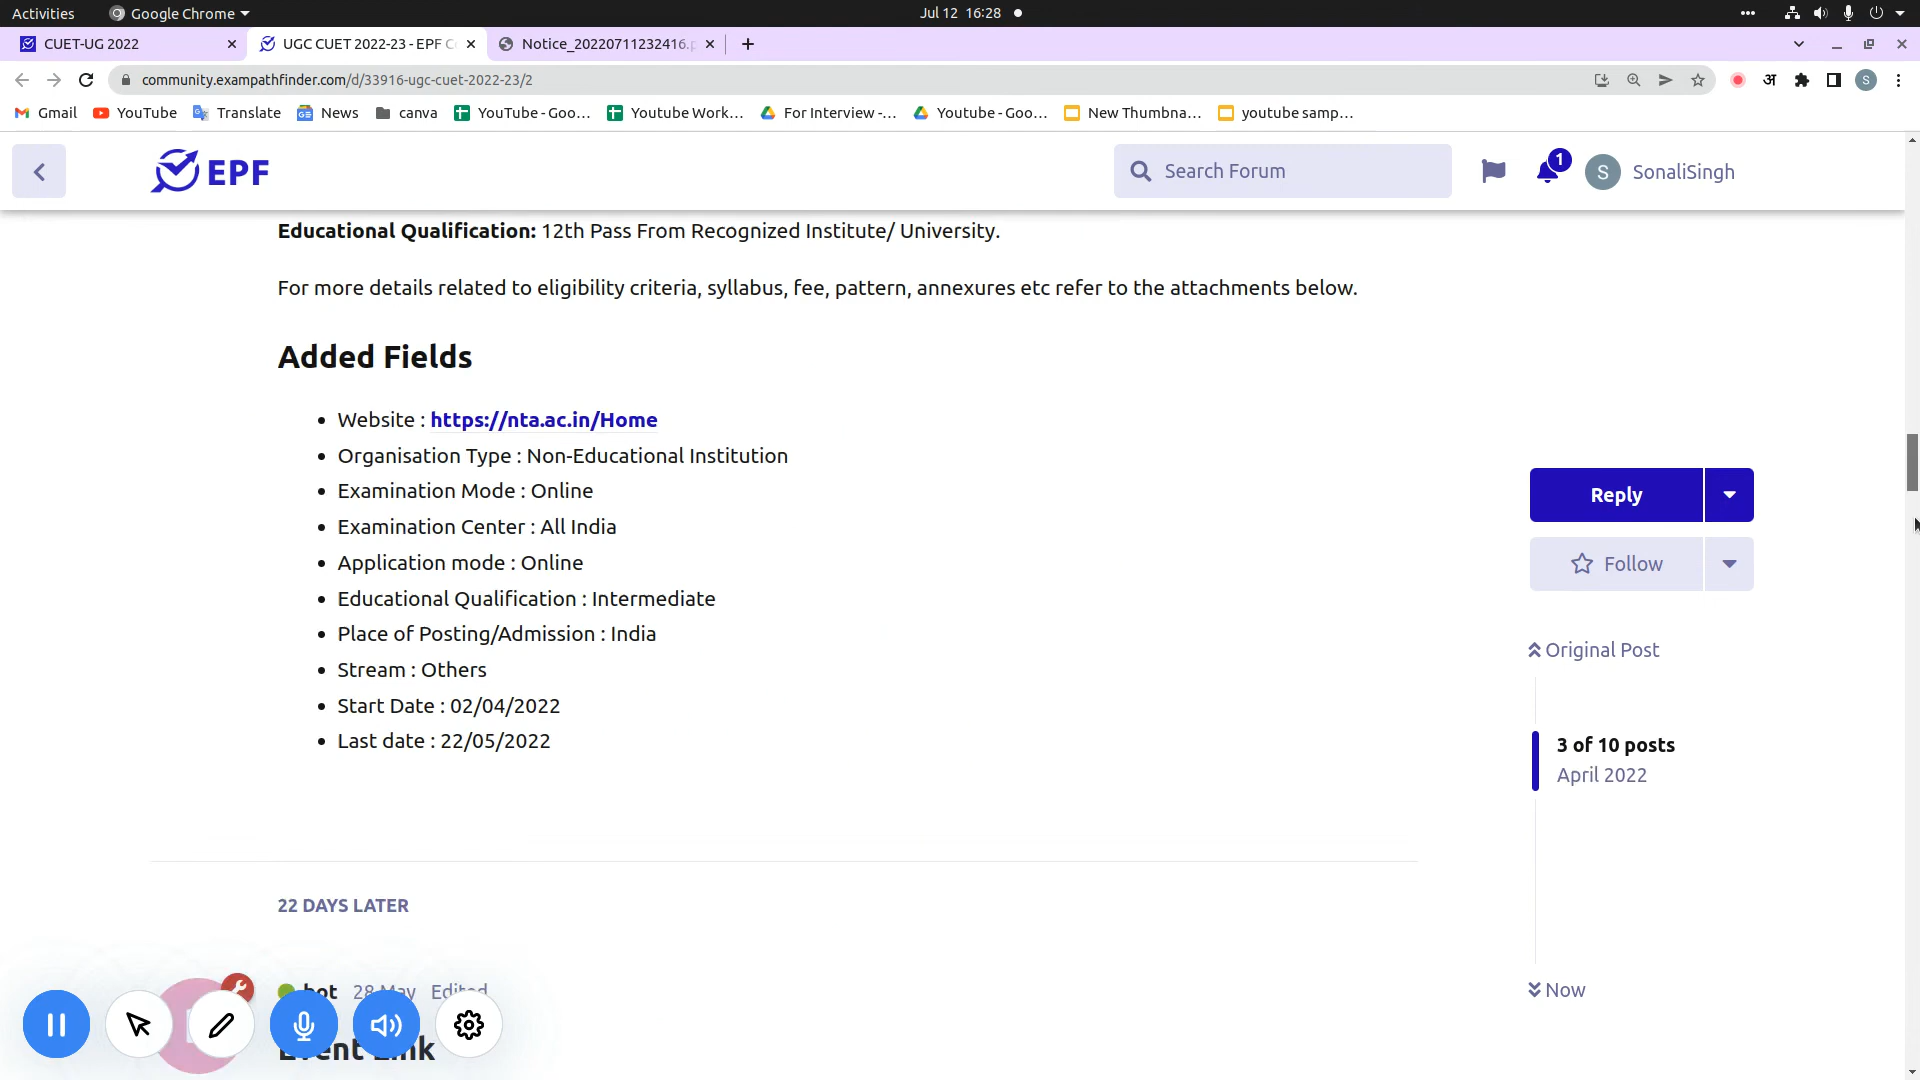 Activities Google Chrome Jul 12 16:28
CUET-UG 2022 UGC CUET 2022-23 - EPF C Notice_20220711232416.p
community.exampathfinder.com/d/33916-ugc-cuet-2022-23/2 अ S
Gmail YouTube Translate News canva YouTube - Goo... Youtube Work... For Interview -... Youtube - Goo... New Thumbna... youtube samp...
EPF Search Forum 1 S SonaliSingh
Educational Qualification: 12th Pass From Recognized Institute/ University.
For more details related to eligibility criteria, syllabus, fee, pattern, annexures etc refer to the attachments below.
Added Fields
Website : https://nta.ac.in/Home
Organisation Type : Non-Educational Institution
Examination Mode : Online
Examination Center : All India
Application mode : Online
Educational Qualification : Intermediate
Place of Posting/Admission : India
Stream : Others
Start Date : 02/04/2022
Last date : 22/05/2022
Reply
Follow
Original Post
3 of 10 posts
April 2022
Now
22 DAYS LATER
bot 28 May Edited
Event Link